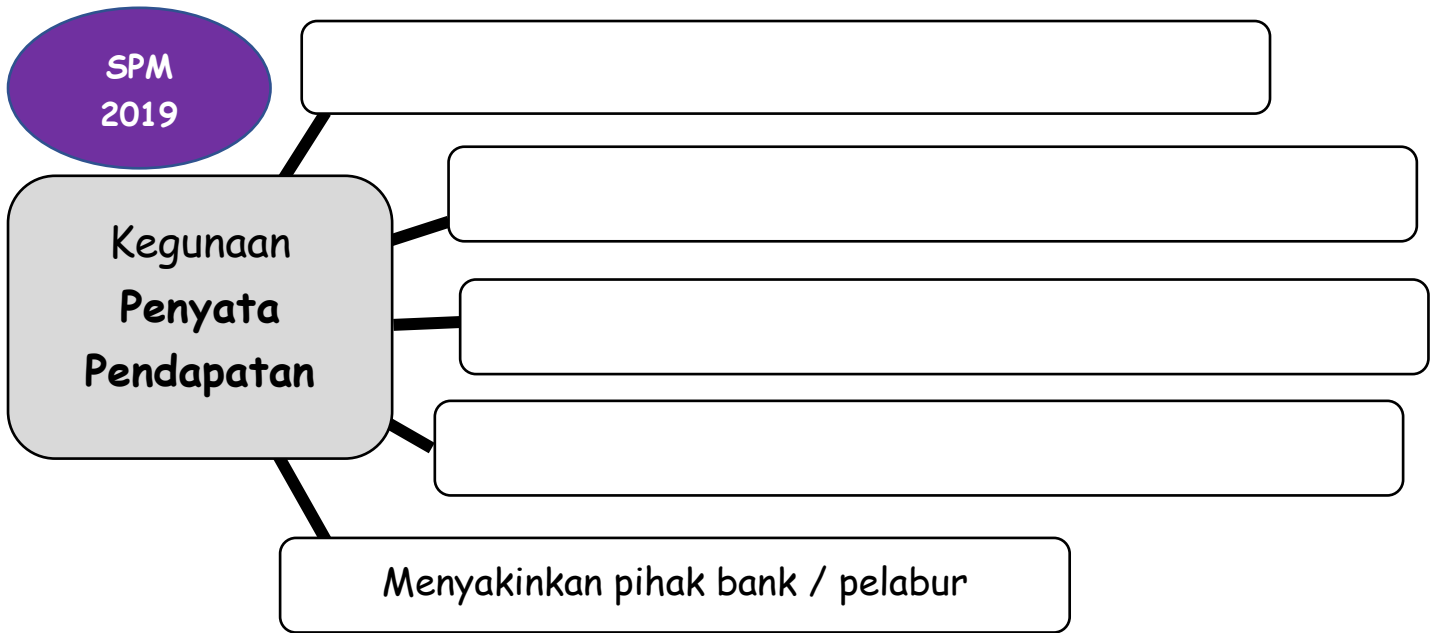 SPM
2019
Kegunaan
Penyata
Pendapatan
Menyakinkan pihak bank / pelabur